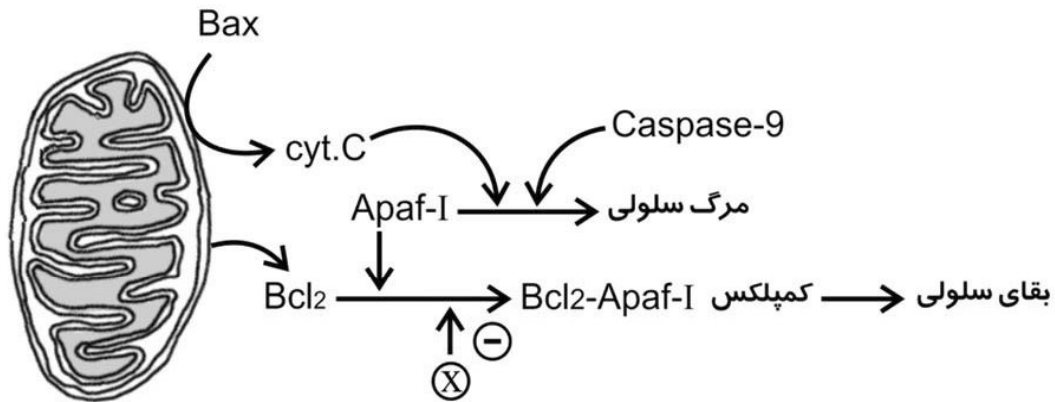 Bax
cyt.C
Caspase-9
Apaf-I
مرگ سلولی
Bcl₂
Bcl₂-Apaf-I کمپلکس
بقای سلولی
−
X